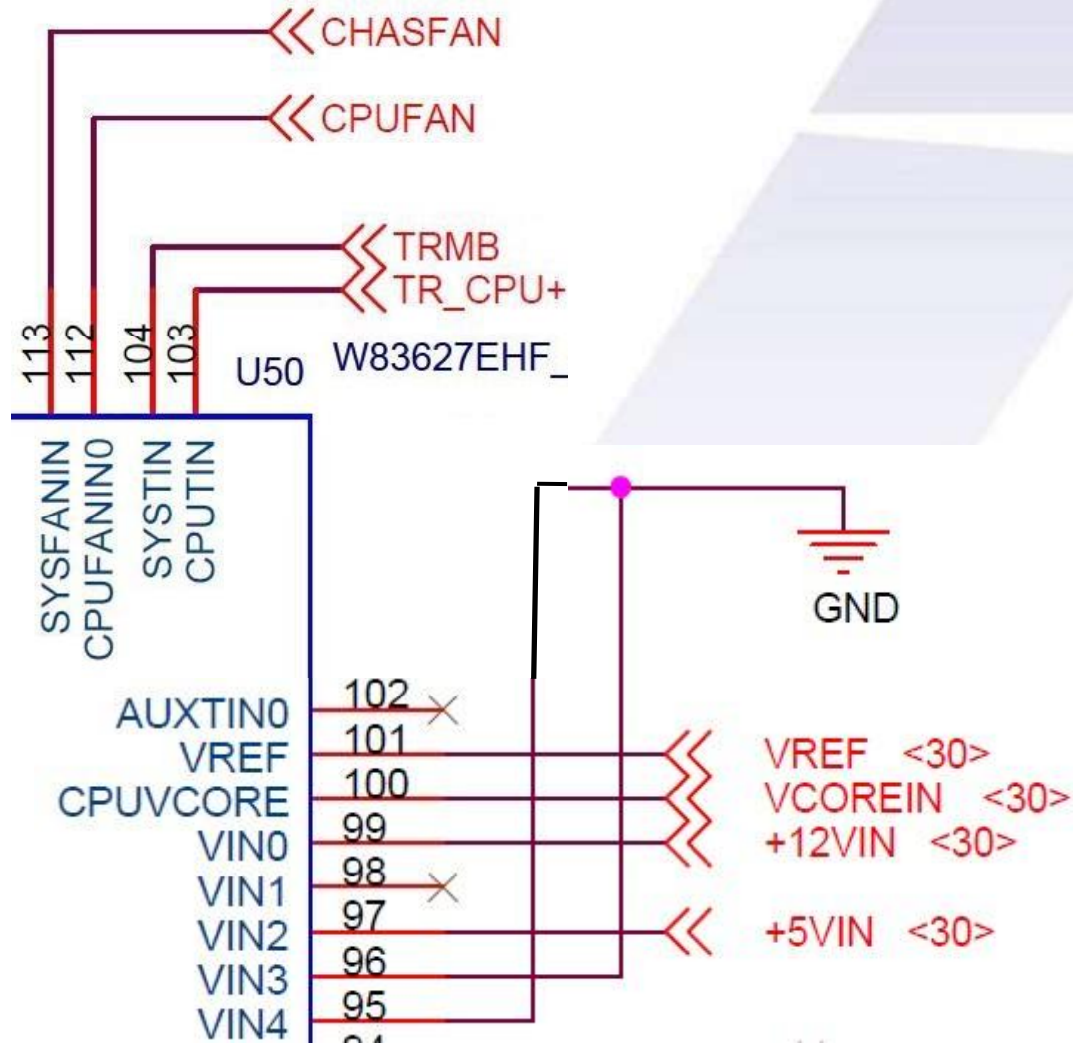 CHASFAN
CPUFAN
TRMB
TR_CPU+
113
112
104
103
U50
W83627EHF_
SYSFANIN
CPUFANIN0
SYSTIN
CPUTIN
GND
AUXTIN0 102
VREF 101 VREF <30>
CPUVCORE 100 VCOREIN <30>
VIN0 99 +12VIN <30>
VIN1 98
VIN2 97 +5VIN <30>
VIN3 96
VIN4 95